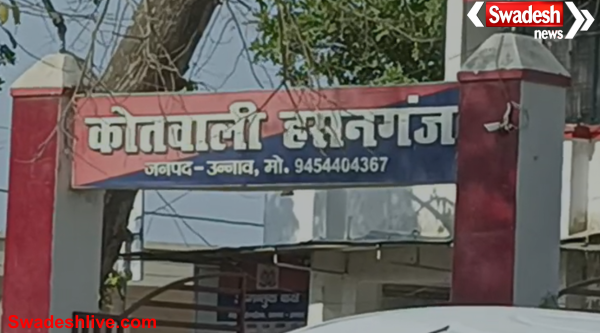 Swadesh
news
कोतवाली हसनगंज
जनपद - उन्नाव, मो. 9454404367
Swadeshlive.com